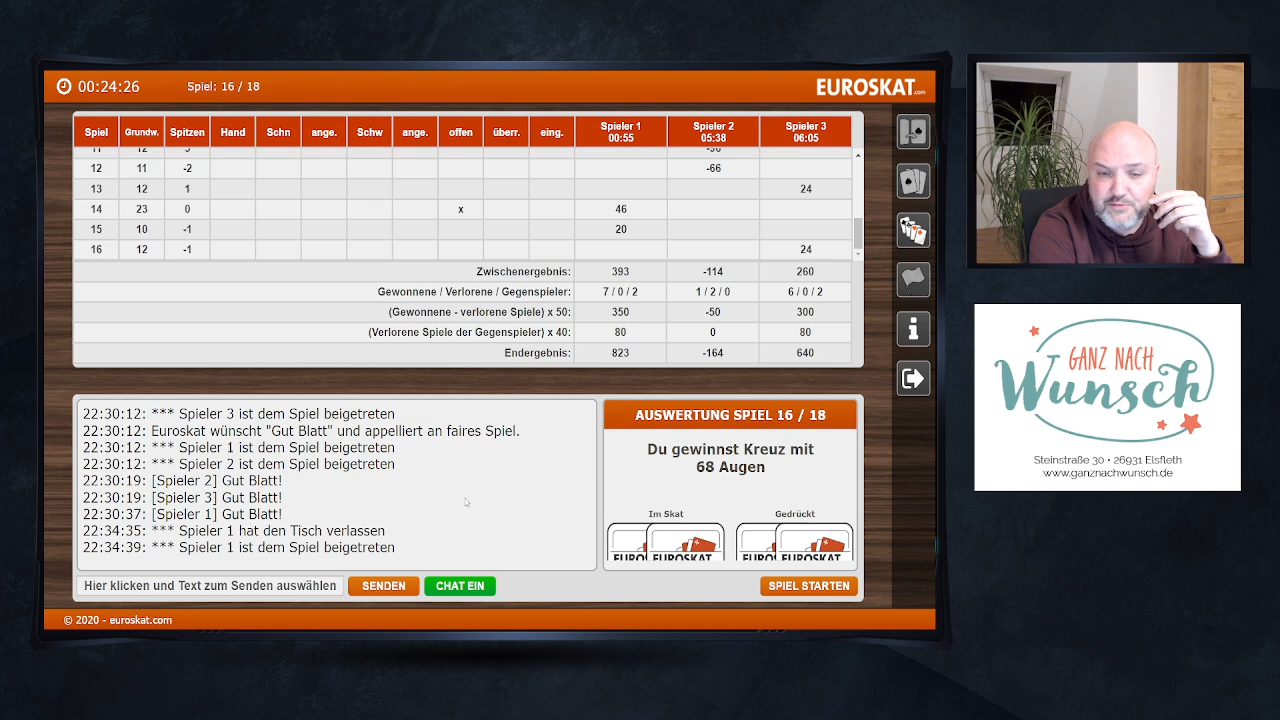 00:24:26 Spiel: 16 / 18 EUROSKAT.com
Spiel Grundw. Spitzen Hand Schn ange. Schw ange. offen überr. eing. Spieler 1 00:55 Spieler 2 05:38 Spieler 3 06:05
12 11 -2 -66
13 12 1 24
14 23 0 x 46
15 10 -1 20
16 12 -1 24
Zwischenergebnis: 393 -114 260
Gewonnene / Verlorene / Gegenspieler: 7 / 0 / 2 1 / 2 / 0 6 / 0 / 2
(Gewonnene - verlorene Spiele) x 50: 350 -50 300
(Verlorene Spiele der Gegenspieler) x 40: 80 0 80
Endergebnis: 823 -164 640
22:30:12: *** Spieler 3 ist dem Spiel beigetreten
22:30:12: Euroskat wünscht "Gut Blatt" und appelliert an faires Spiel.
22:30:12: *** Spieler 1 ist dem Spiel beigetreten
22:30:12: *** Spieler 2 ist dem Spiel beigetreten
22:30:19: [Spieler 2] Gut Blatt!
22:30:19: [Spieler 3] Gut Blatt!
22:30:37: [Spieler 1] Gut Blatt!
22:34:35: *** Spieler 1 hat den Tisch verlassen
22:34:39: *** Spieler 1 ist dem Spiel beigetreten
Hier klicken und Text zum Senden auswählen SENDEN CHAT EIN
AUSWERTUNG SPIEL 16 / 18
Du gewinnst Kreuz mit
68 Augen
Im Skat Gedrückt
EURO EUROSKAT EURO EUROSKAT
SPIEL STARTEN
© 2020 - euroskat.com
GANZ NACH
Wunsch
Steinstraße 30 • 26931 Elsfleth
www.ganznachwunsch.de